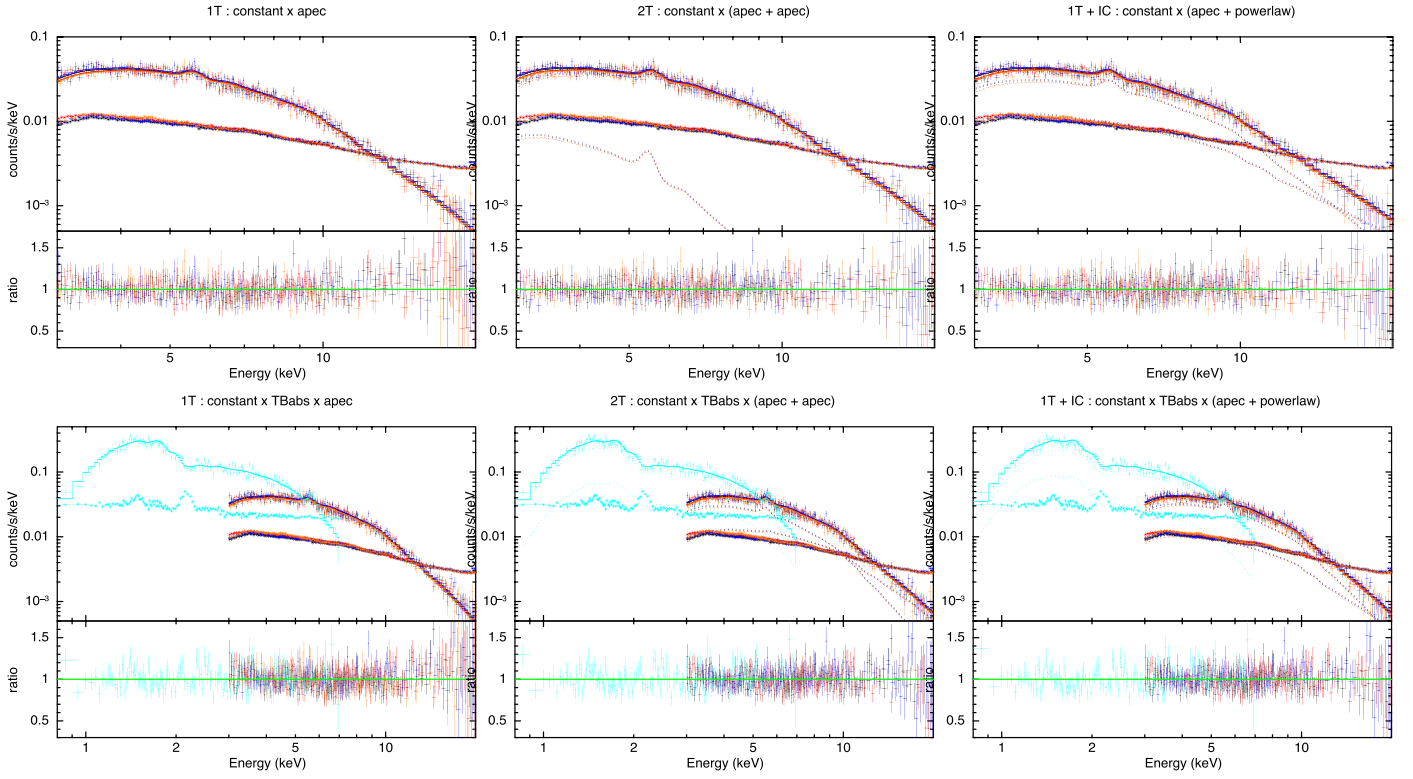 1T : constant x apec
2T : constant x (apec + apec)
1T + IC : constant x (apec + powerlaw)
counts/s/keV
0.1
0.01
10⁻³
counts/s/keV
0.1
0.01
10⁻³
counts/s/keV
0.1
0.01
10⁻³
ratio
1.5
1
0.5
ratio
1.5
1
0.5
ratio
1.5
1
0.5
5 10
5 10
5 10
Energy (keV)
Energy (keV)
Energy (keV)
1T : constant x TBabs x apec
2T : constant x TBabs x (apec + apec)
1T + IC : constant x TBabs x (apec + powerlaw)
counts/s/keV
0.1
0.01
10⁻³
counts/s/keV
0.1
0.01
10⁻³
counts/s/keV
0.1
0.01
10⁻³
ratio
1.5
1
0.5
ratio
1.5
1
0.5
ratio
1.5
1
0.5
1 2 5 10
1 2 5 10
1 2 5 10
Energy (keV)
Energy (keV)
Energy (keV)